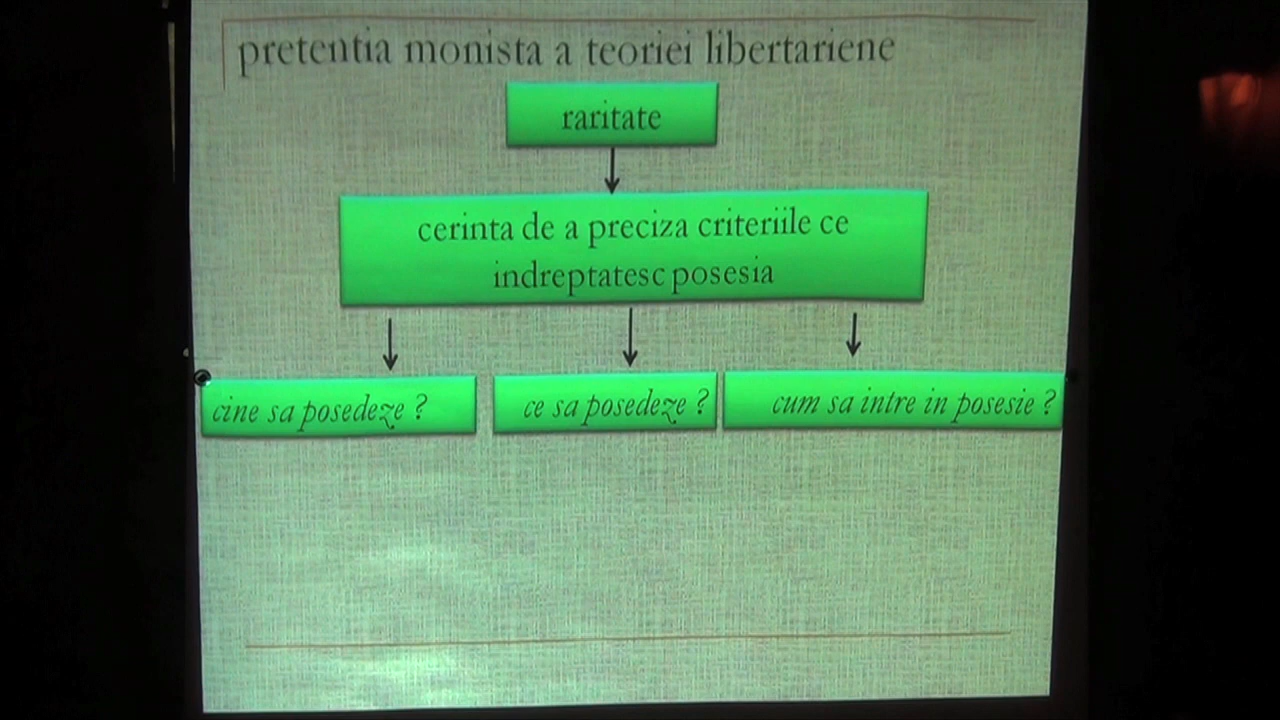 pretentia monista a teoriei libertariene
raritate
cerinta de a preciza criteriile ce
indreptatesc posesia
cine sa posedeze ?
ce sa posedeze ?
cum sa intre in posesie ?